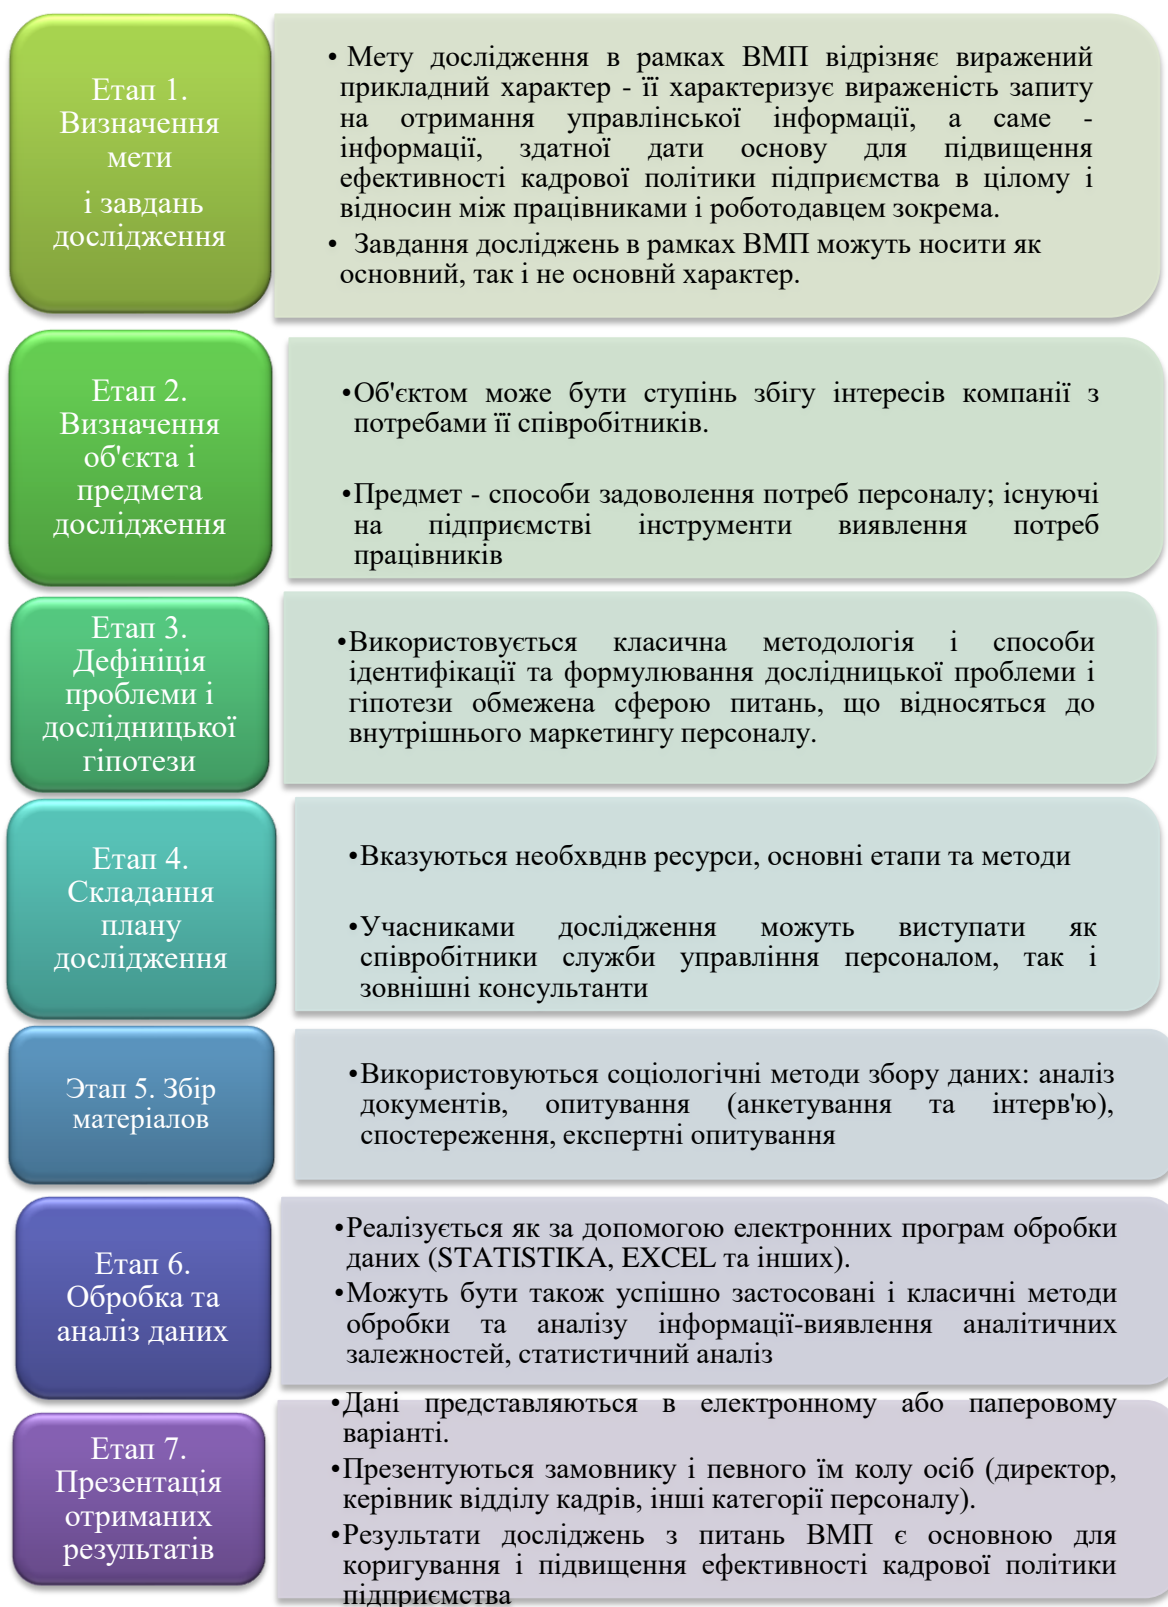 Етап 1.
Визначення
мети
і завдань
дослідження
• Мету дослідження в рамках ВМП відрізняє виражений
прикладний характер - її характеризує вираженість запиту
на отримання управлінської інформації, а саме -
інформації, здатної дати основу для підвищення
ефективності кадрової політики підприємства в цілому і
відносин між працівниками і роботодавцем зокрема.
• Завдання досліджень в рамках ВМП можуть носити як
основний, так і не основнй характер.
Етап 2.
Визначення
об'єкта і
предмета
дослідження
•Об'єктом може бути ступінь збігу інтересів компанії з
потребами її співробітників.
•Предмет - способи задоволення потреб персоналу; існуючі
на підприємстві інструменти виявлення потреб
працівників
Етап 3.
Дефініція
проблеми і
дослідницької
гіпотези
•Використовується класична методологія і способи
ідентифікації та формулювання дослідницької проблеми і
гіпотези обмежена сферою питань, що відносяться до
внутрішнього маркетингу персоналу.
Етап 4.
Складання
плану
дослідження
•Вказуються необхвднв ресурси, основні етапи та методи
•Учасниками дослідження можуть виступати як
співробітники служби управління персоналом, так і
зовнішні консультанти
Этап 5. Збір
матеріалов
•Використовуються соціологічні методи збору даних: аналіз
документів, опитування (анкетування та інтерв'ю),
спостереження, експертні опитування
Етап 6.
Обробка та
аналіз даних
•Реалізується як за допомогою електронних програм обробки
даних (STATISTIKA, EXCEL та інших).
•Можуть бути також успішно застосовані і класичні методи
обробки та аналізу інформації-виявлення аналітичних
залежностей, статистичний аналіз
Етап 7.
Презентація
отриманих
результатів
•Дані представляються в електронному або паперовому
варіанті.
•Презентуються замовнику і певного їм колу осіб (директор,
керівник відділу кадрів, інші категорії персоналу).
•Результати досліджень з питань ВМП є основною для
коригування і підвищення ефективності кадрової політики
підприємства